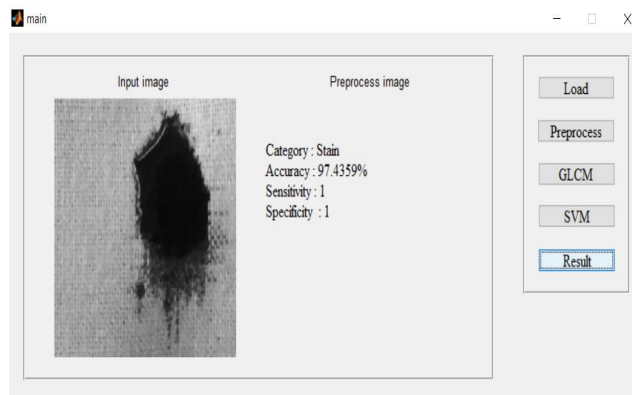 main
Input image
Preprocess image
Category : Stain
Accuracy : 97.4359%
Sensitivity : 1
Specificity : 1
Load
Preprocess
GLCM
SVM
Result